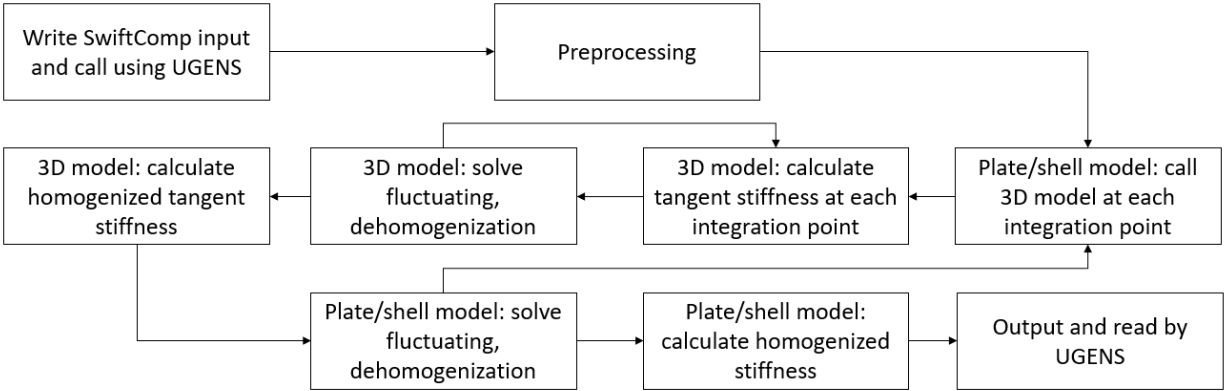 Write SwiftComp input
and call using UGENS
Preprocessing
3D model: calculate
homogenized tangent
stiffness
3D model: solve
fluctuating,
dehomogenization
3D model: calculate
tangent stiffness at each
integration point
Plate/shell model: call
3D model at each
integration point
Plate/shell model: solve
fluctuating,
dehomogenization
Plate/shell model:
calculate homogenized
stiffness
Output and read by
UGENS